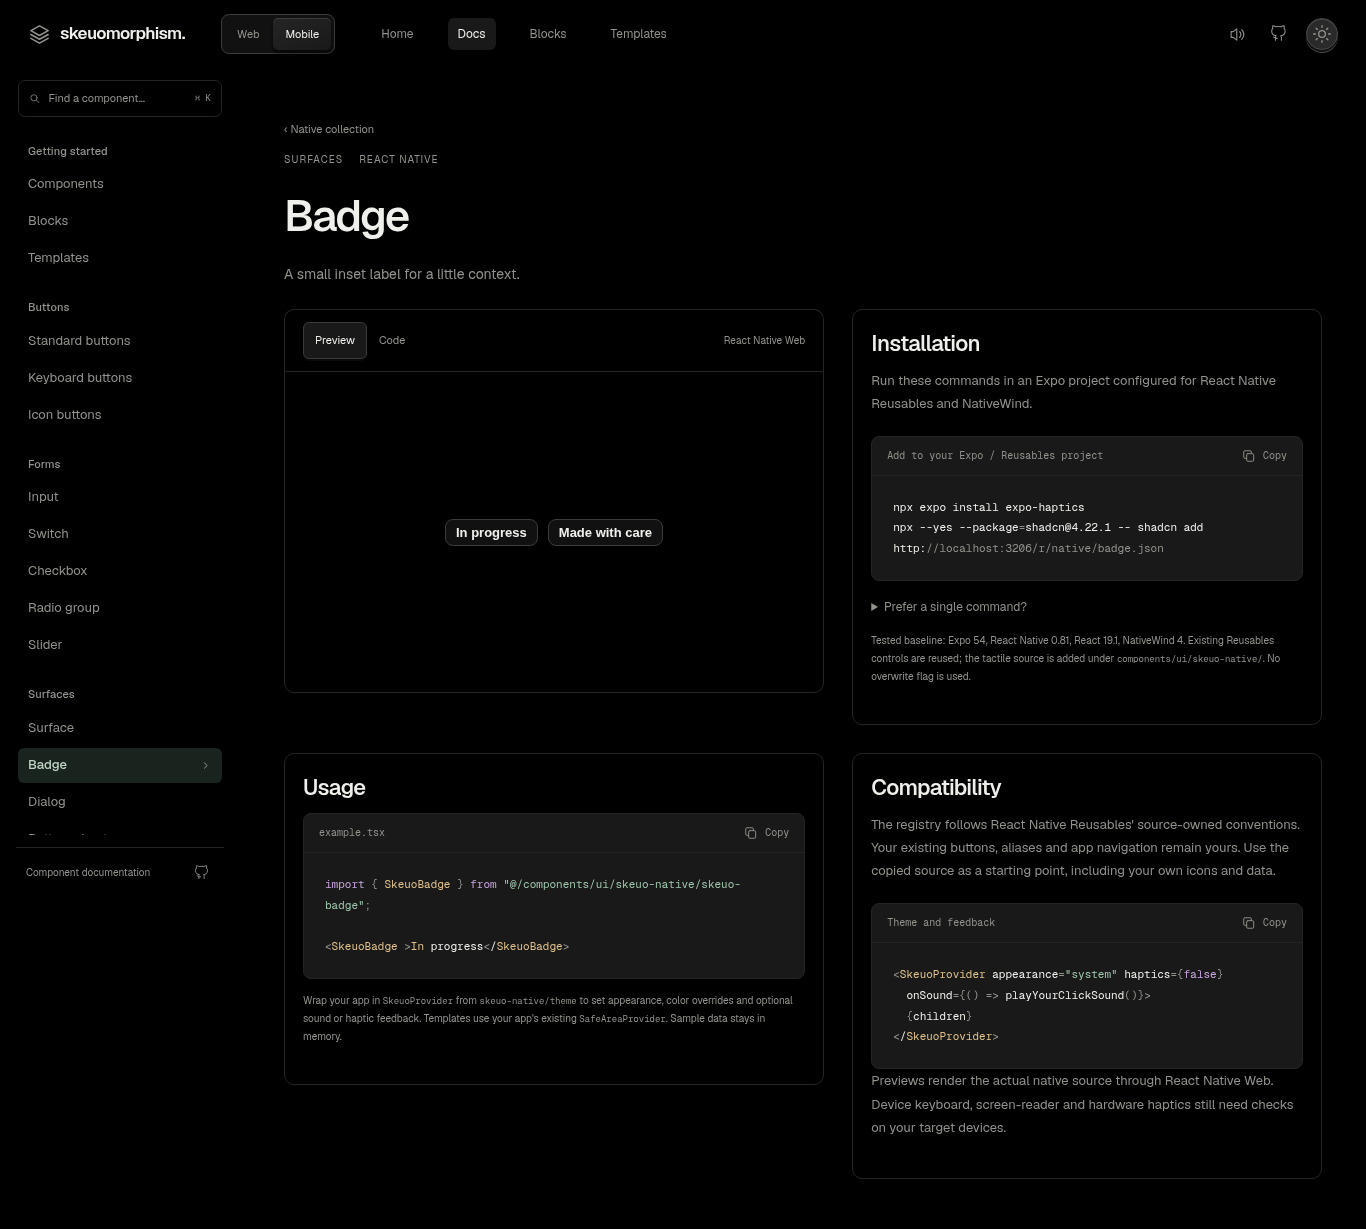 skeuomorphism.
Web Mobile
Home Docs Blocks Templates
Find a component... ⌘ K
Getting started
Components
Blocks
Templates
Buttons
Standard buttons
Keyboard buttons
Icon buttons
Forms
Input
Switch
Checkbox
Radio group
Slider
Surfaces
Surface
Badge
Dialog
Component documentation
‹ Native collection
SURFACES REACT NATIVE
Badge
A small inset label for a little context.
Preview Code React Native Web
In progress Made with care
Installation
Run these commands in an Expo project configured for React Native
Reusables and NativeWind.
Add to your Expo / Reusables project Copy
npx expo install expo-haptics
npx --yes --package=shadcn@4.22.1 -- shadcn add
http://localhost:3206/r/native/badge.json
Prefer a single command?
Tested baseline: Expo 54, React Native 0.81, React 19.1, NativeWind 4. Existing Reusables
controls are reused; the tactile source is added under components/ui/skeuo-native/. No
overwrite flag is used.
Usage
example.tsx Copy
import { SkeuoBadge } from "@/components/ui/skeuo-native/skeuo-
badge";
<SkeuoBadge >In progress</SkeuoBadge>
Wrap your app in SkeuoProvider from skeuo-native/theme to set appearance, color overrides and optional
sound or haptic feedback. Templates use your app's existing SafeAreaProvider. Sample data stays in
memory.
Compatibility
The registry follows React Native Reusables' source-owned conventions.
Your existing buttons, aliases and app navigation remain yours. Use the
copied source as a starting point, including your own icons and data.
Theme and feedback Copy
<SkeuoProvider appearance="system" haptics={false}
onSound={() => playYourClickSound()}>
{children}
</SkeuoProvider>
Previews render the actual native source through React Native Web.
Device keyboard, screen-reader and hardware haptics still need checks
on your target devices.